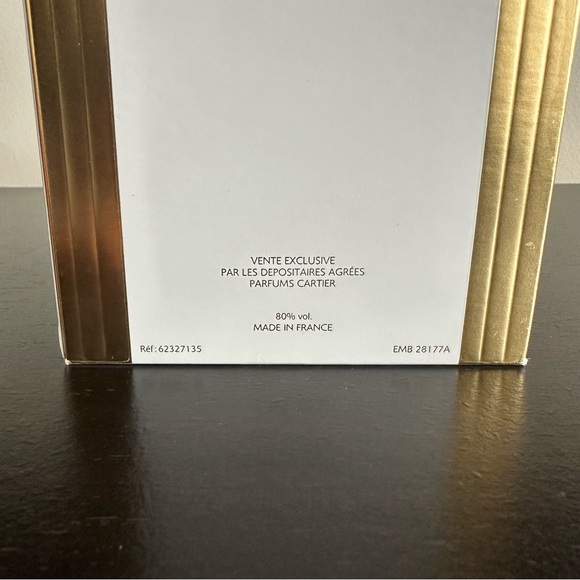 VENTE EXCLUSIVE
PAR LES DEPOSITAIRES AGRÉES
PARFUMS CARTIER
80% vol.
MADE IN FRANCE
Réf: 62327135
EMB 28177A